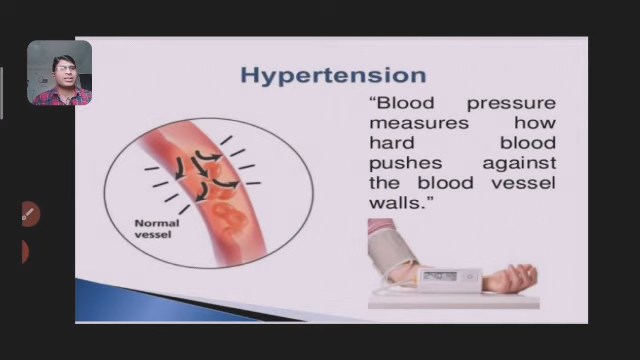 Hypertension
“Blood pressure
measures how
hard blood
pushes against
the blood vessel
walls.”
Normal
vessel